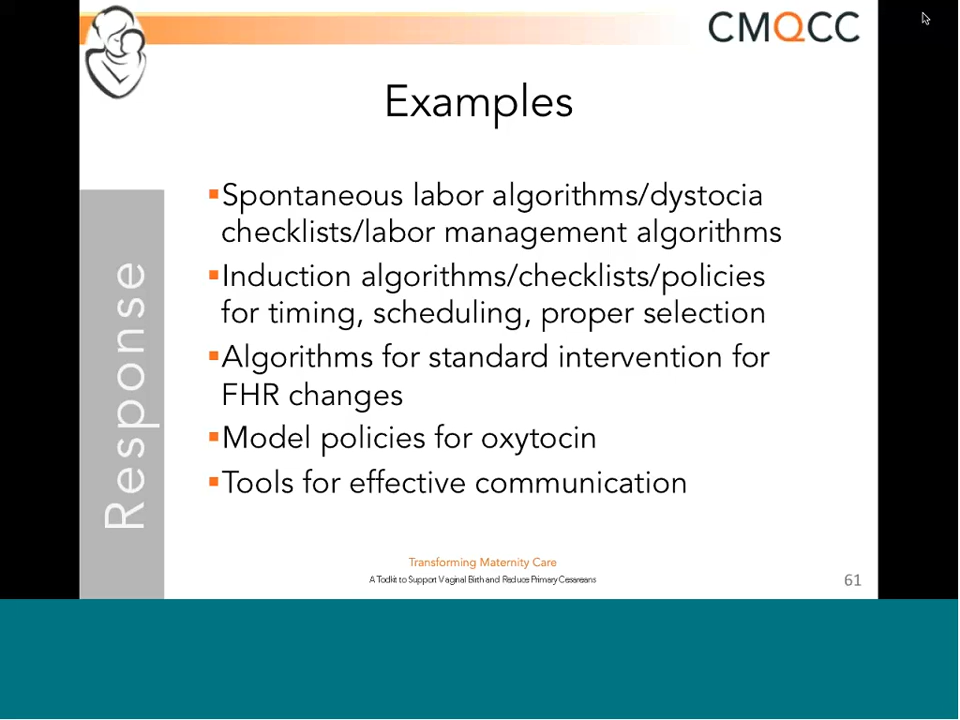 CMQCC
Examples
Response
▪Spontaneous labor algorithms/dystocia
checklists/labor management algorithms
▪Induction algorithms/checklists/policies
for timing, scheduling, proper selection
▪Algorithms for standard intervention for
FHR changes
▪Model policies for oxytocin
▪Tools for effective communication
Transforming Maternity Care
A Toolkit to Support Vaginal Birth and Reduce Primary Cesareans
61